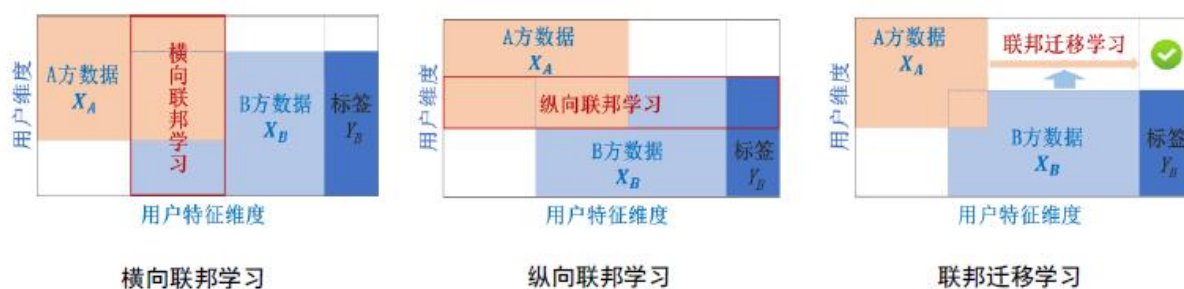 用户维度
A方数据
X_A
横向联邦学习
B方数据
X_B
标签
Y_B
用户特征维度
横向联邦学习
用户维度
A方数据
X_A
纵向联邦学习
B方数据
X_B
标签
Y_B
用户特征维度
纵向联邦学习
用户维度
A方数据
X_A
联邦迁移学习
B方数据
X_B
标签
Y_B
用户特征维度
联邦迁移学习